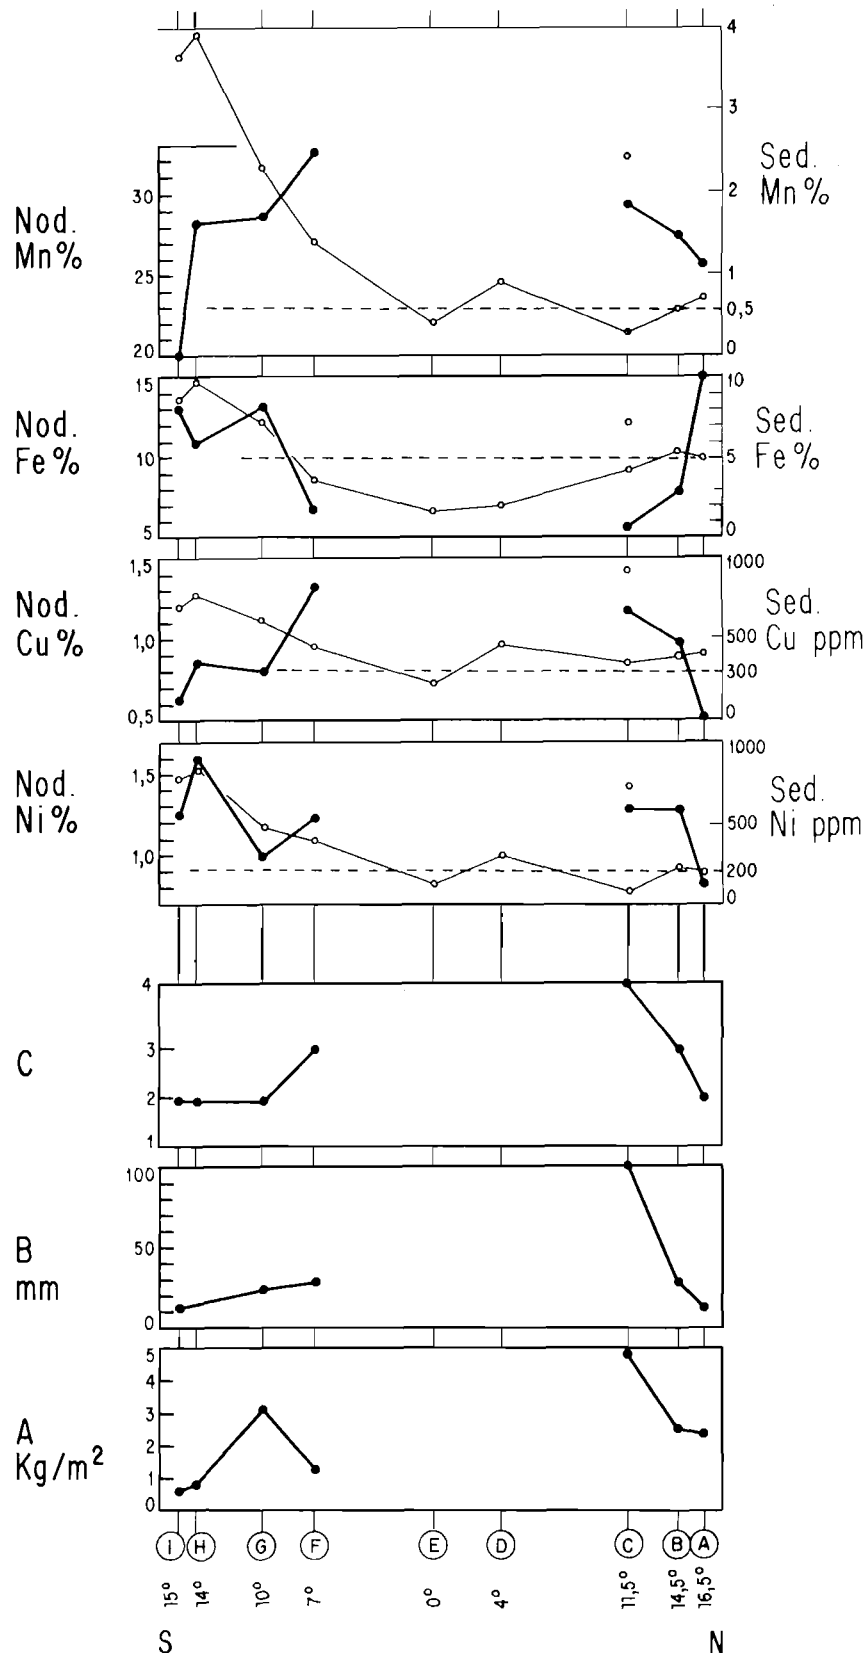 4
3
Sed.
Mn %
2
1
0,5
0
Nod.
Mn %
30
25
20
Nod.
Fe %
15
10
5
10
5
0
Sed.
Fe %
Nod.
Cu %
1,5
1,0
0,5
1000
500
300
0
Sed.
Cu ppm
Nod.
Ni %
1,5
1,0
1000
500
200
0
Sed.
Ni ppm
C
4
3
2
1
B
mm
100
50
0
A
Kg/m²
5
4
3
2
1
0
I H G F E D C B A
15° 14° 10° 7° 0° 4° 11,5° 14,5° 16,5°
S N